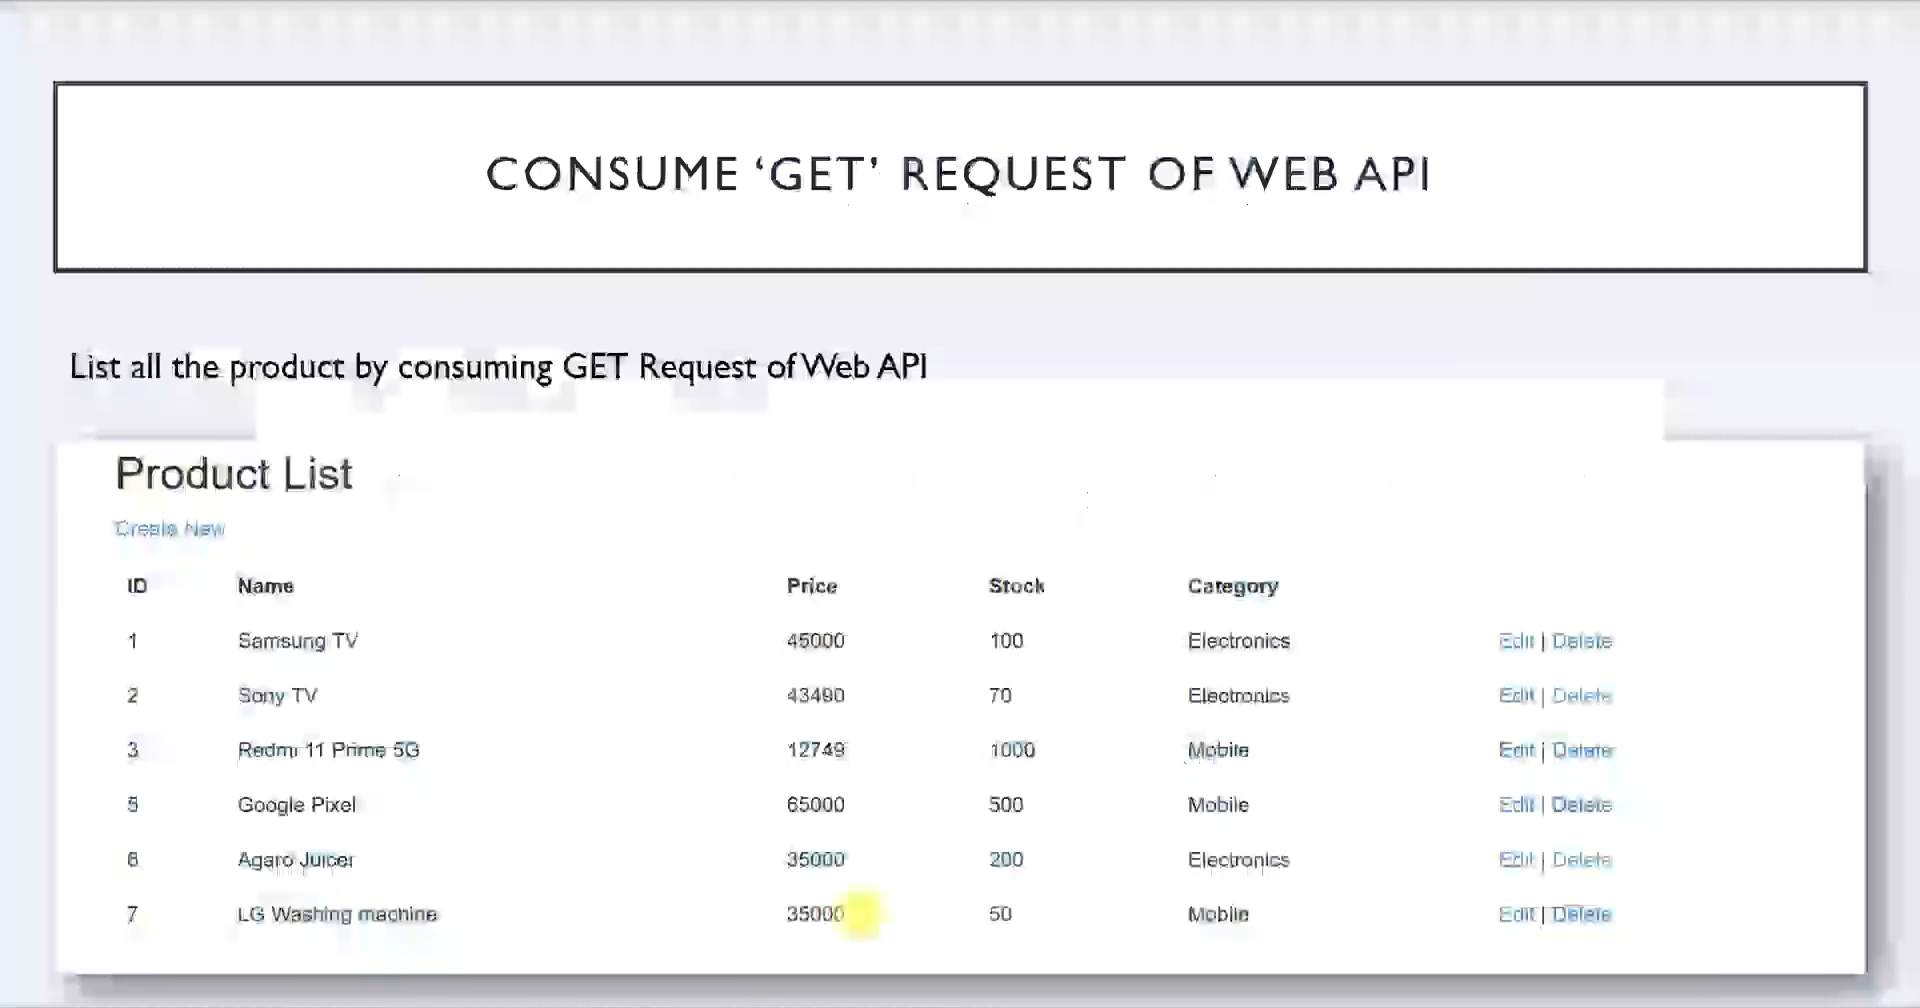 CONSUME ‘GET’ REQUEST OF WEB API
List all the product by consuming GET Request of Web API
Product List
Create New
ID Name Price Stock Category
1 Samsung TV 45000 100 Electronics Edit | Delete
2 Sony TV 43490 70 Electronics Edit | Delete
3 Redmi 11 Prime 5G 12749 1000 Mobile Edit | Delete
5 Google Pixel 65000 500 Mobile Edit | Delete
6 Agaro Juicer 35000 200 Electronics Edit | Delete
7 LG Washing machine 35000 50 Mobile Edit | Delete